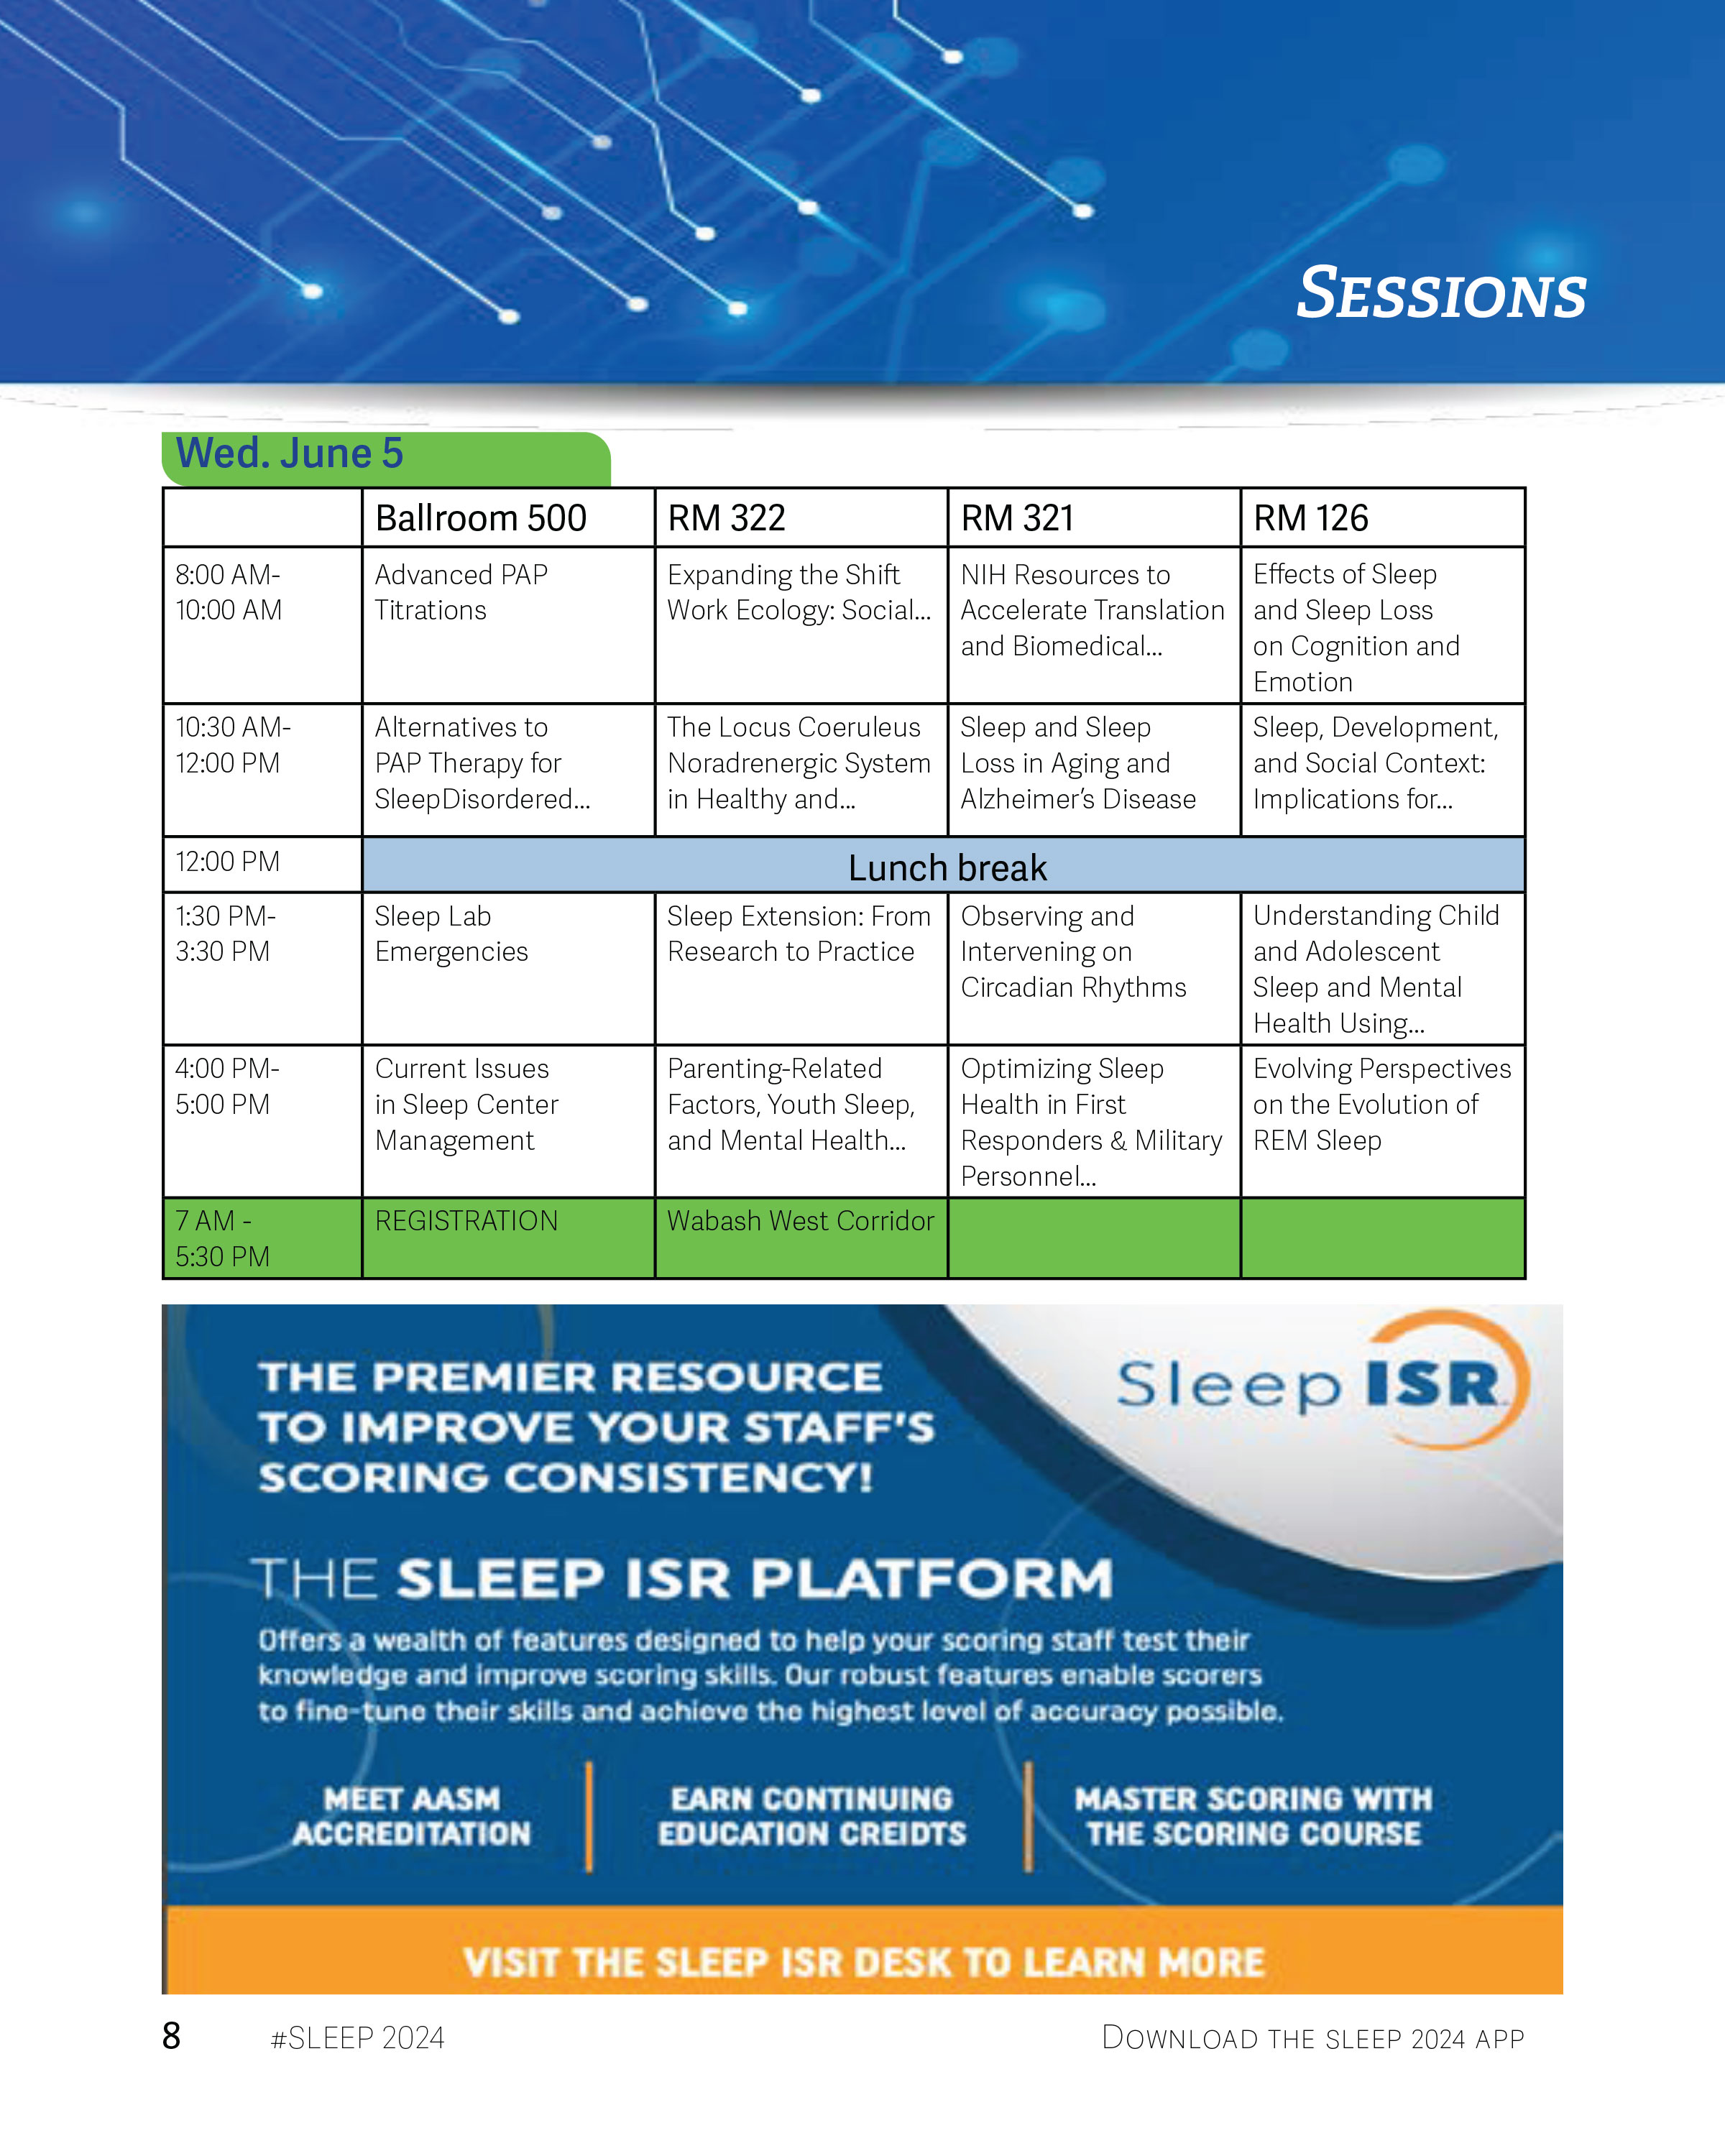 Sessions
Wed. June 5
Ballroom 500
RM 322
RM 321
RM 126
8:00 AM-
10:00 AM
Advanced PAP
Titrations
Expanding the Shift
Work Ecology: Social...
NIH Resources to
Accelerate Translation
and Biomedical...
Effects of Sleep
and Sleep Loss
on Cognition and
Emotion
10:30 AM-
12:00 PM
Alternatives to
PAP Therapy for
SleepDisordered...
The Locus Coeruleus
Noradrenergic System
in Healthy and...
Sleep and Sleep
Loss in Aging and
Alzheimer’s Disease
Sleep, Development,
and Social Context:
Implications for...
12:00 PM
Lunch break
1:30 PM-
3:30 PM
Sleep Lab
Emergencies
Sleep Extension: From
Research to Practice
Observing and
Intervening on
Circadian Rhythms
Understanding Child
and Adolescent
Sleep and Mental
Health Using...
4:00 PM-
5:00 PM
Current Issues
in Sleep Center
Management
Parenting-Related
Factors, Youth Sleep,
and Mental Health...
Optimizing Sleep
Health in First
Responders & Military
Personnel...
Evolving Perspectives
on the Evolution of
REM Sleep
7 AM -
5:30 PM
REGISTRATION
Wabash West Corridor
THE PREMIER RESOURCE
TO IMPROVE YOUR STAFF'S
SCORING CONSISTENCY!
Sleep ISR
THE SLEEP ISR PLATFORM
Offers a wealth of features designed to help your scoring staff test their
knowledge and improve scoring skills. Our robust features enable scorers
to fine-tune their skills and achieve the highest level of accuracy possible.
MEET AASM
ACCREDITATION
EARN CONTINUING
EDUCATION CREIDTS
MASTER SCORING WITH
THE SCORING COURSE
VISIT THE SLEEP ISR DESK TO LEARN MORE
8
#SLEEP 2024
Download the sleep 2024 app